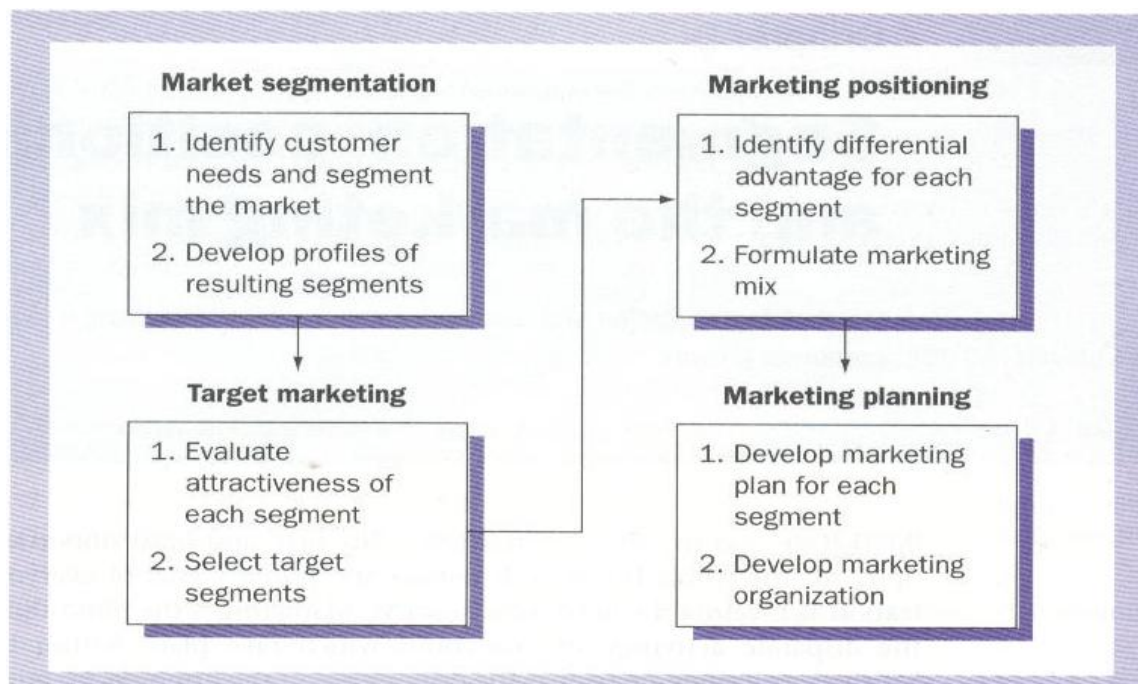 Market segmentation
1. Identify customer
needs and segment
the market
2. Develop profiles of
resulting segments
Target marketing
1. Evaluate
attractiveness of
each segment
2. Select target
segments
Marketing positioning
1. Identify differential
advantage for each
segment
2. Formulate marketing
mix
Marketing planning
1. Develop marketing
plan for each
segment
2. Develop marketing
organization